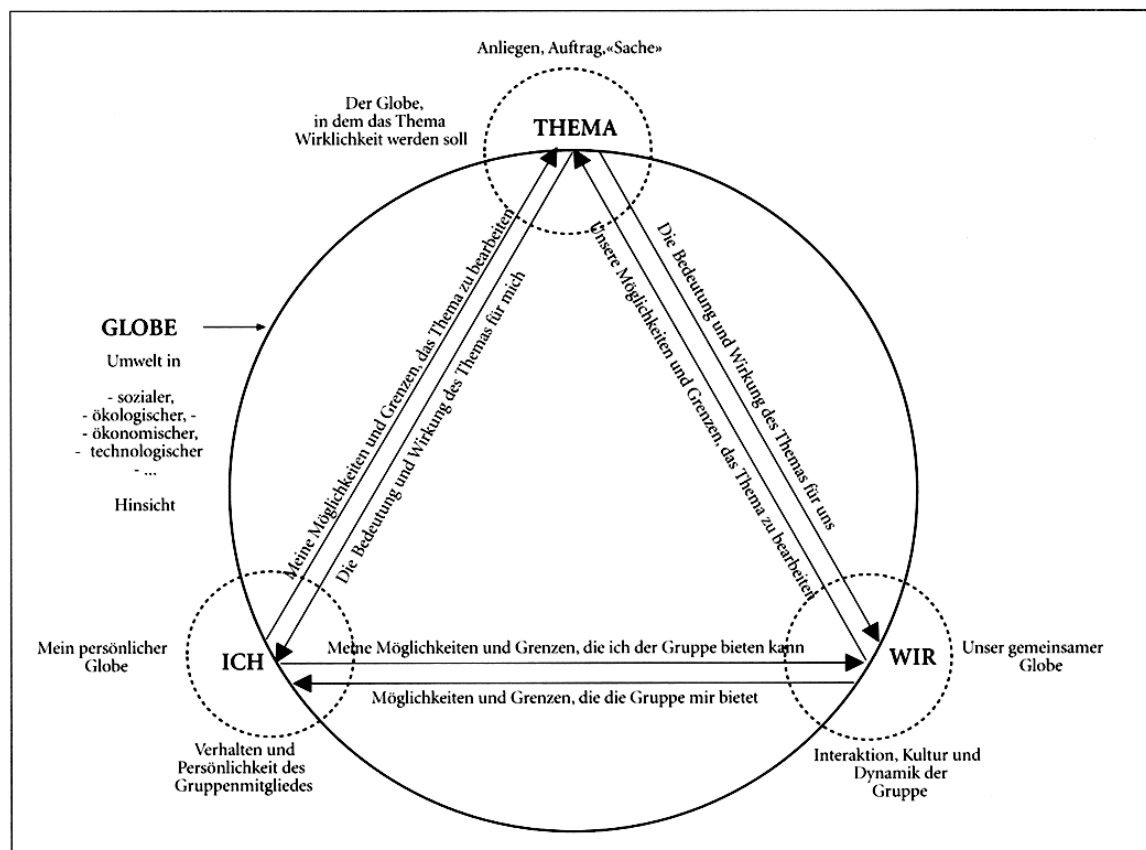 Anliegen, Auftrag,«Sache»
Der Globe,
in dem das Thema
Wirklichkeit werden soll
THEMA
Meine Möglichkeiten und Grenzen, das Thema zu bearbeiten
Die Bedeutung und Wirkung des Themas für mich
Unsere Möglichkeiten und Grenzen, das Thema zu bearbeiten
Die Bedeutung und Wirkung des Themas für uns
GLOBE
Umwelt in
- sozialer,
- ökologischer, -
- ökonomischer,
- technologischer
- ...
Hinsicht
Mein persönlicher
Globe
ICH
Meine Möglichkeiten und Grenzen, die ich der Gruppe bieten kann
Möglichkeiten und Grenzen, die die Gruppe mir bietet
WIR
Unser gemeinsamer
Globe
Verhalten und
Persönlichkeit des
Gruppenmitgliedes
Interaktion, Kultur und
Dynamik der
Gruppe